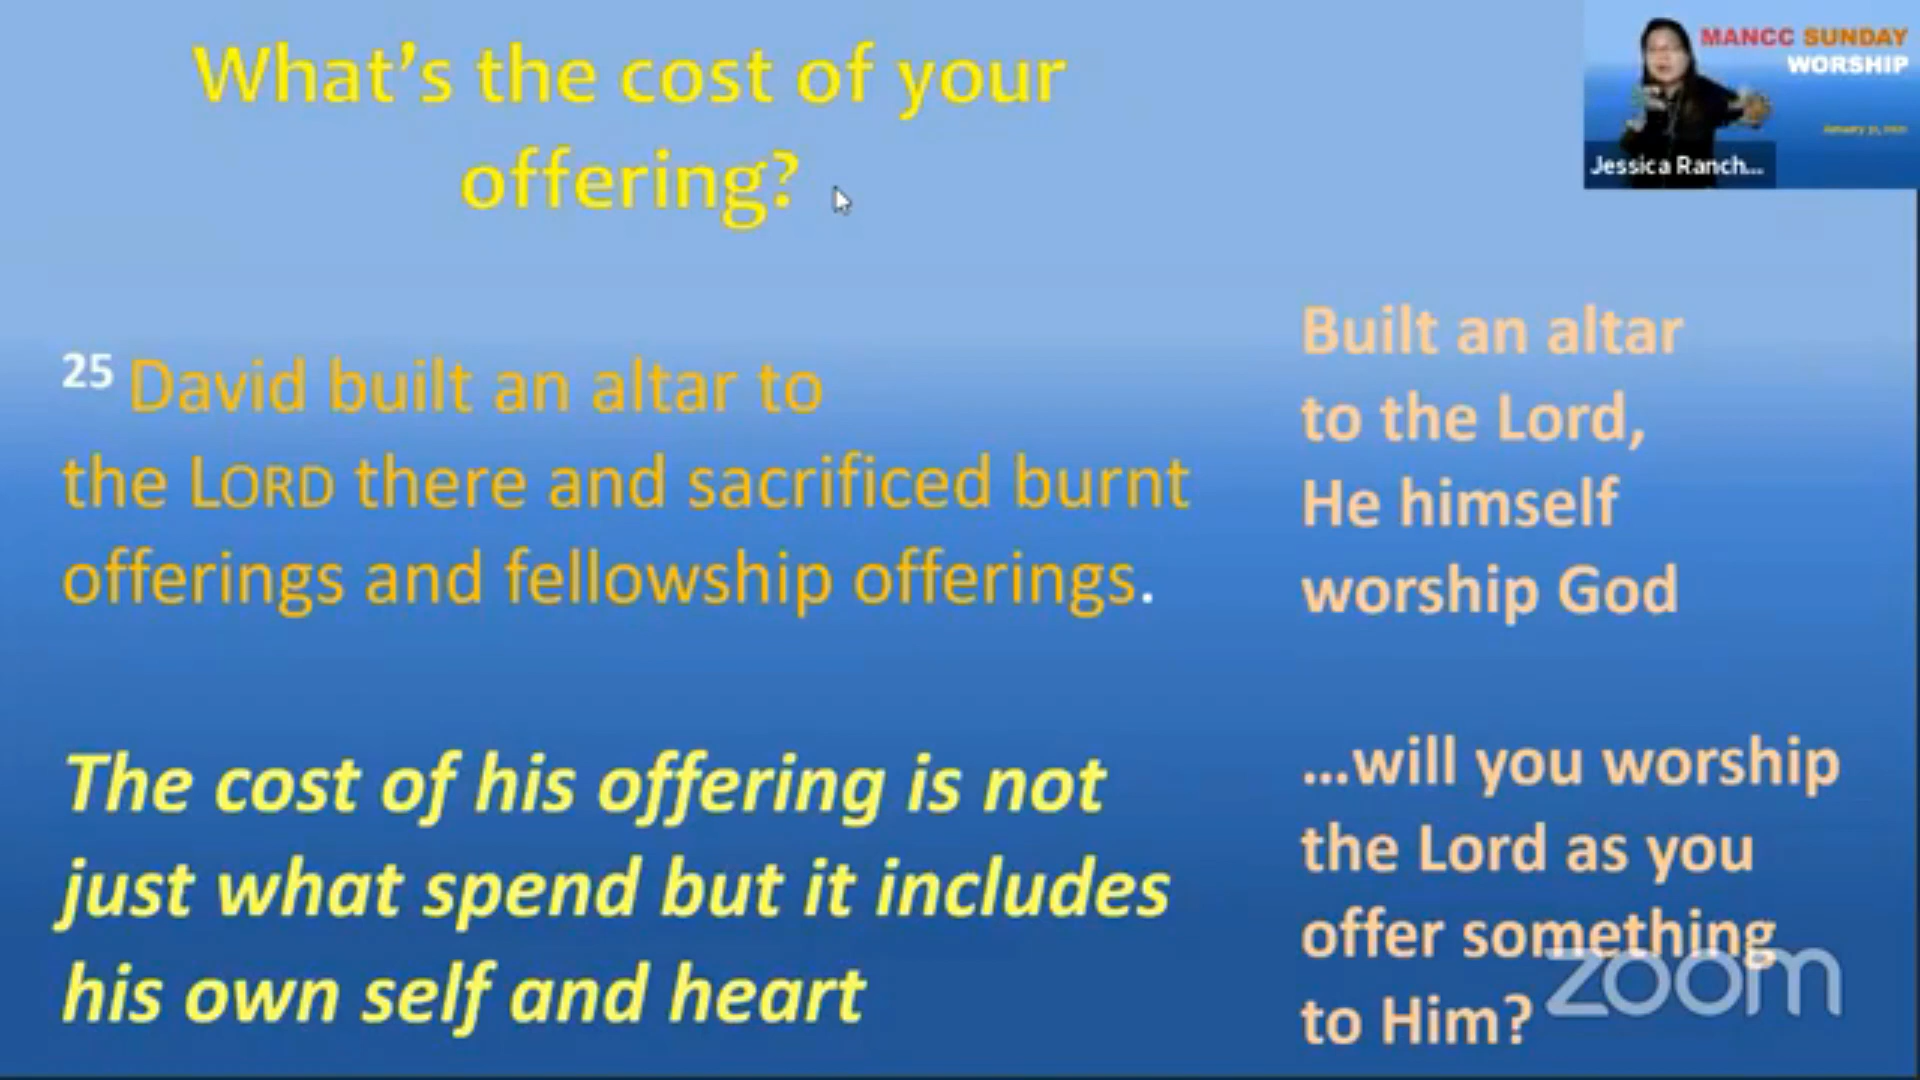 What's the cost of your
offering?
25 David built an altar to
the LORD there and sacrificed burnt
offerings and fellowship offerings.
The cost of his offering is not
just what spend but it includes
his own self and heart
Built an altar
to the Lord,
He himself
worship God
...will you worship
the Lord as you
offer something
to Him?
MANCC SUNDAY
WORSHIP
Jessica Ranch...
zoom